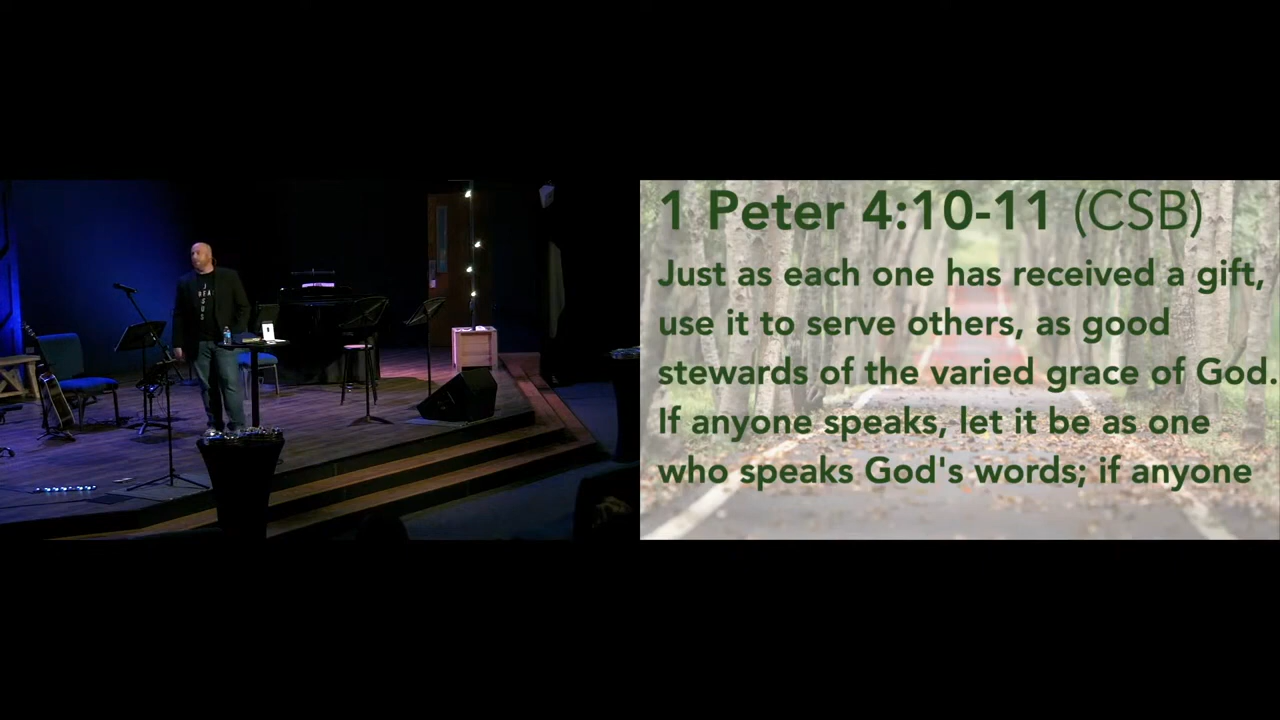 1 Peter 4:10-11 (CSB)
Just as each one has received a gift,
use it to serve others, as good
stewards of the varied grace of God.
If anyone speaks, let it be as one
who speaks God's words; if anyone